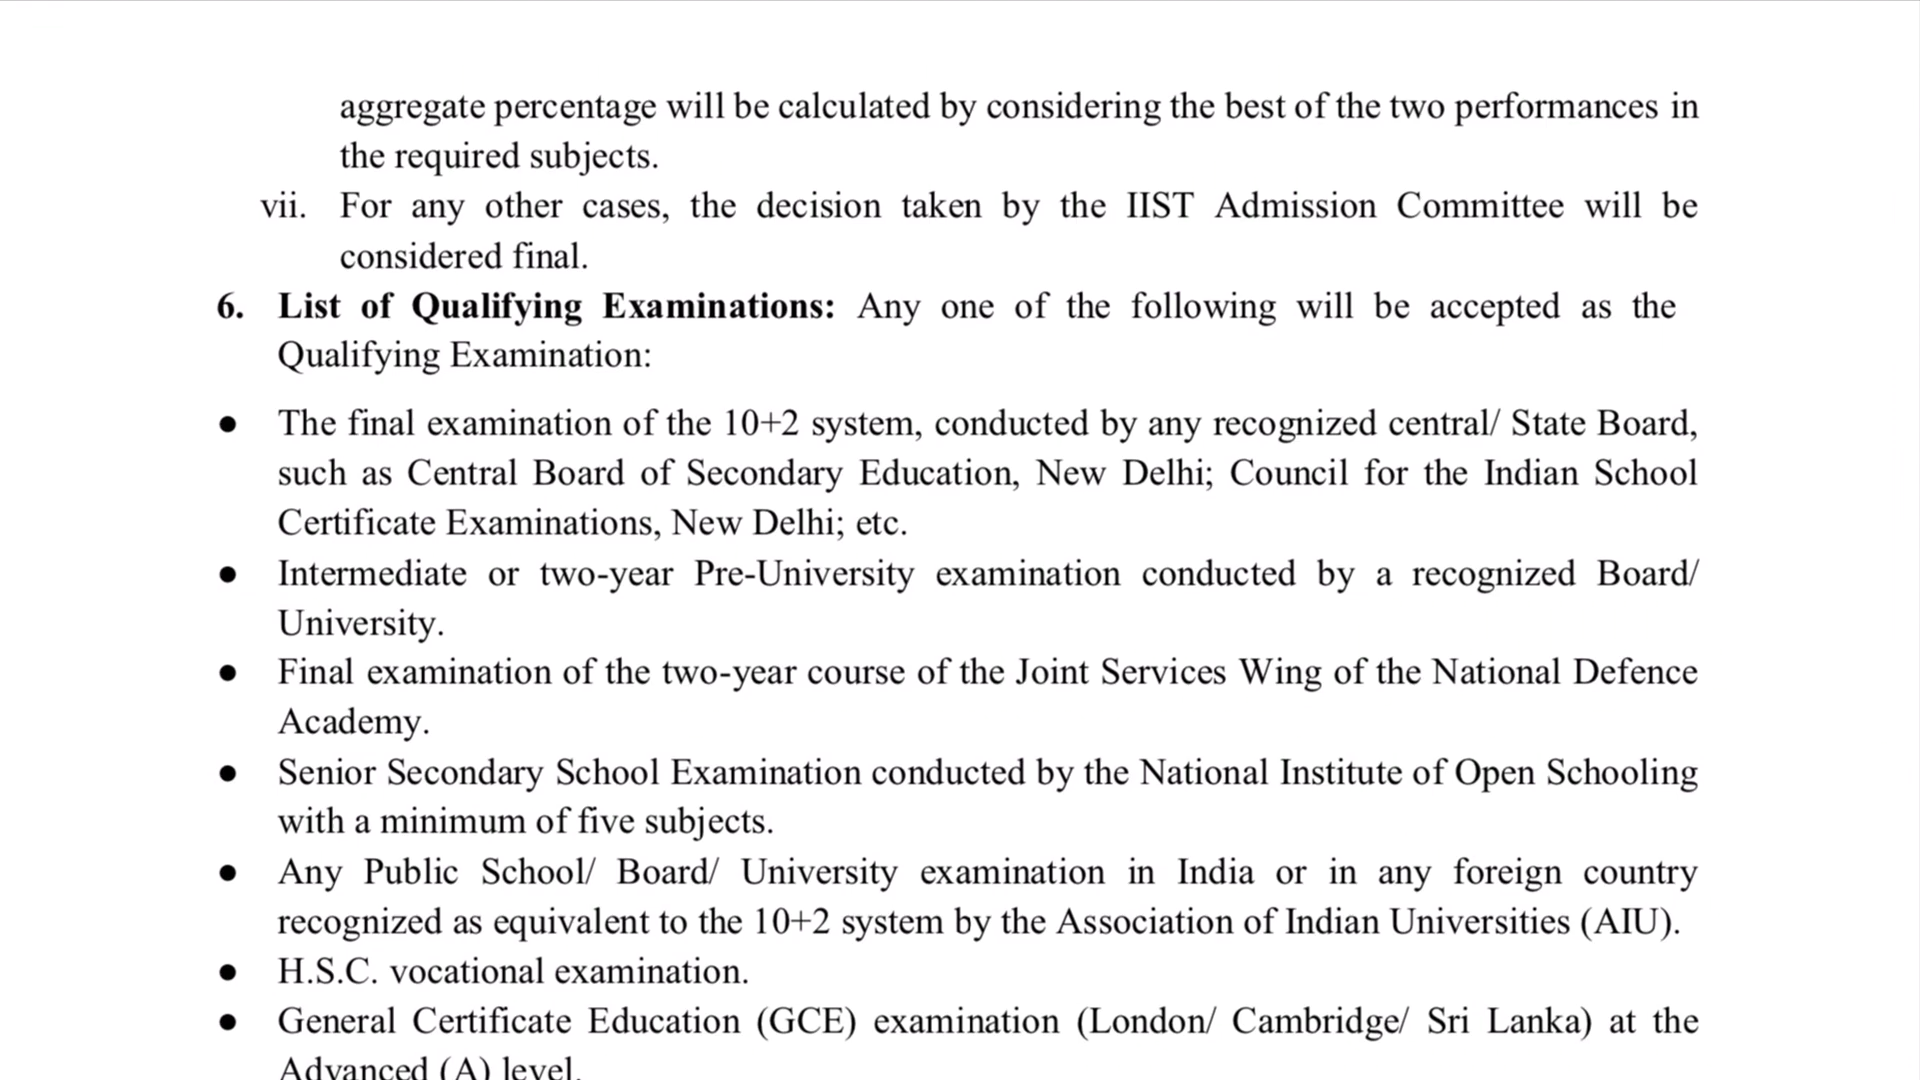 aggregate percentage will be calculated by considering the best of the two performances in
the required subjects.
vii. For any other cases, the decision taken by the IIST Admission Committee will be
considered final.
6. List of Qualifying Examinations: Any one of the following will be accepted as the
Qualifying Examination:
● The final examination of the 10+2 system, conducted by any recognized central/ State Board,
such as Central Board of Secondary Education, New Delhi; Council for the Indian School
Certificate Examinations, New Delhi; etc.
● Intermediate or two-year Pre-University examination conducted by a recognized Board/
University.
● Final examination of the two-year course of the Joint Services Wing of the National Defence
Academy.
● Senior Secondary School Examination conducted by the National Institute of Open Schooling
with a minimum of five subjects.
● Any Public School/ Board/ University examination in India or in any foreign country
recognized as equivalent to the 10+2 system by the Association of Indian Universities (AIU).
● H.S.C. vocational examination.
● General Certificate Education (GCE) examination (London/ Cambridge/ Sri Lanka) at the
Advanced (A) level.